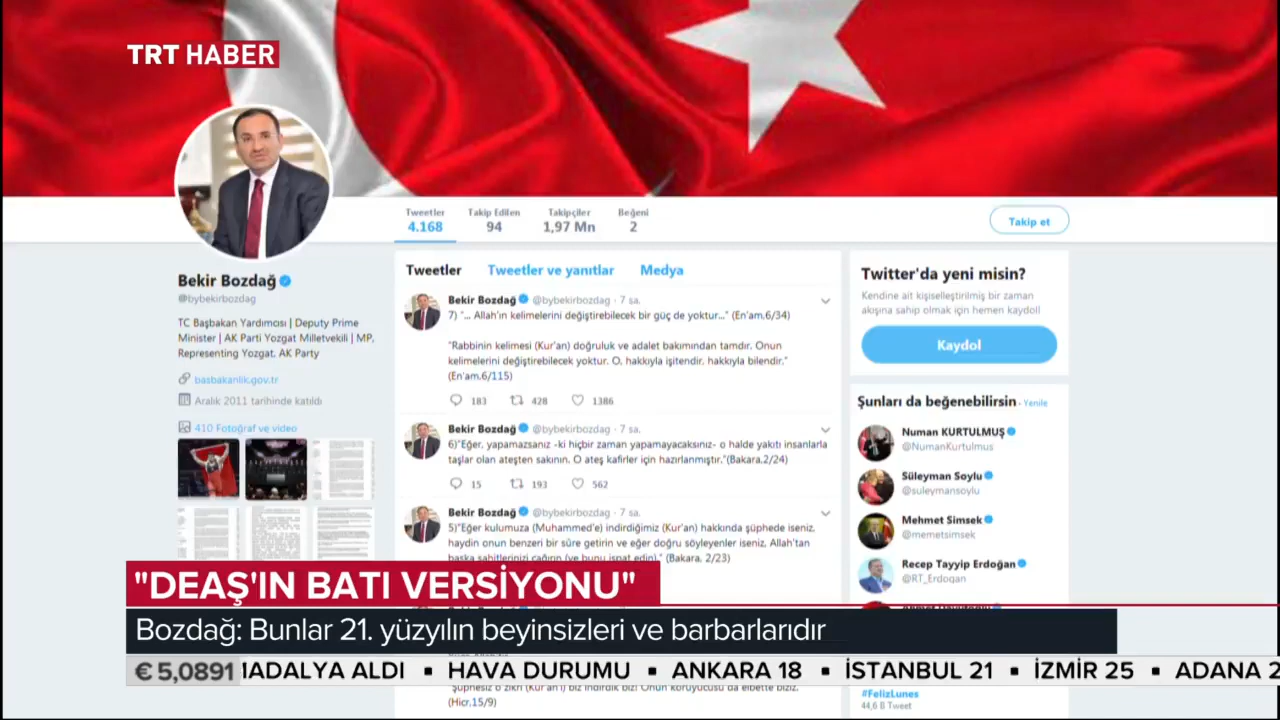 TRT HABER
Tweetler
4.168
Takip Edilen
94
Takipçiler
1,97 Mn
Beğeni
2
Takip et
Bekir Bozdağ
@bybekirbozdag
TC Başbakan Yardımcısı | Deputy Prime
Minister | AK Parti Yozgat Milletvekili | MP,
Representing Yozgat, AK Party
basbakanlik.gov.tr
Aralık 2011 tarihinde katıldı
410 Fotoğraf ve video
Tweetler Tweetler ve yanıtlar Medya
Bekir Bozdağ @bybekirbozdag · 7 sa.
7) "... Allah'ın kelimelerini değiştirebilecek bir güç de yoktur..." (En'am.6/34)
"Rabbinin kelimesi (Kur'an) doğruluk ve adalet bakımından tamdır. Onun
kelimelerini değiştirebilecek yoktur. O, hakkıyla işitendir, hakkıyla bilendir."
(En'am.6/115)
183 428 1386
Bekir Bozdağ @bybekirbozdag · 7 sa.
6)"Eğer, yapamazsanız -ki hiçbir zaman yapamayacaksınız- o halde yakıtı insanlarla
taşlar olan ateşten sakının. O ateş kafirler için hazırlanmıştır."(Bakara,2/24)
15 193 562
Bekir Bozdağ @bybekirbozdag · 7 sa.
5)"Eğer kulumuza (Muhammed'e) indirdiğimiz (Kur'an) hakkında şüphede iseniz,
haydin onun benzeri bir sûre getirin ve eğer doğru söyleyenler iseniz, Allah'tan
başka şahitlerinizi çağırın (ve bunu ispat edin)." (Bakara, 2/23)
Twitter'da yeni misin?
Kendine ait kişiselleştirilmiş bir zaman
akışına sahip olmak için hemen kaydol!
Kaydol
Şunları da beğenebilirsin · Yenile
Numan KURTULMUŞ
@NumanKurtulmus
Süleyman Soylu
@suleymansoylu
Mehmet Simsek
@memetsimsek
Recep Tayyip Erdoğan
@RT_Erdogan
"DEAŞ'IN BATI VERSİYONU"
Bozdağ: Bunlar 21. yüzyılın beyinsizleri ve barbarlarıdır
€ 5,0891 MADALYA ALDI ▪ HAVA DURUMU ▪ ANKARA 18 ▪ İSTANBUL 21 ▪ İZMİR 25 ▪ ADANA 2
"Şüphesiz o zikri (Kur'an'ı) biz indirdik biz! Onun koruyucusu da elbette biziz.
(Hicr.15/9)
#FelizLunes
44,6 B Tweet